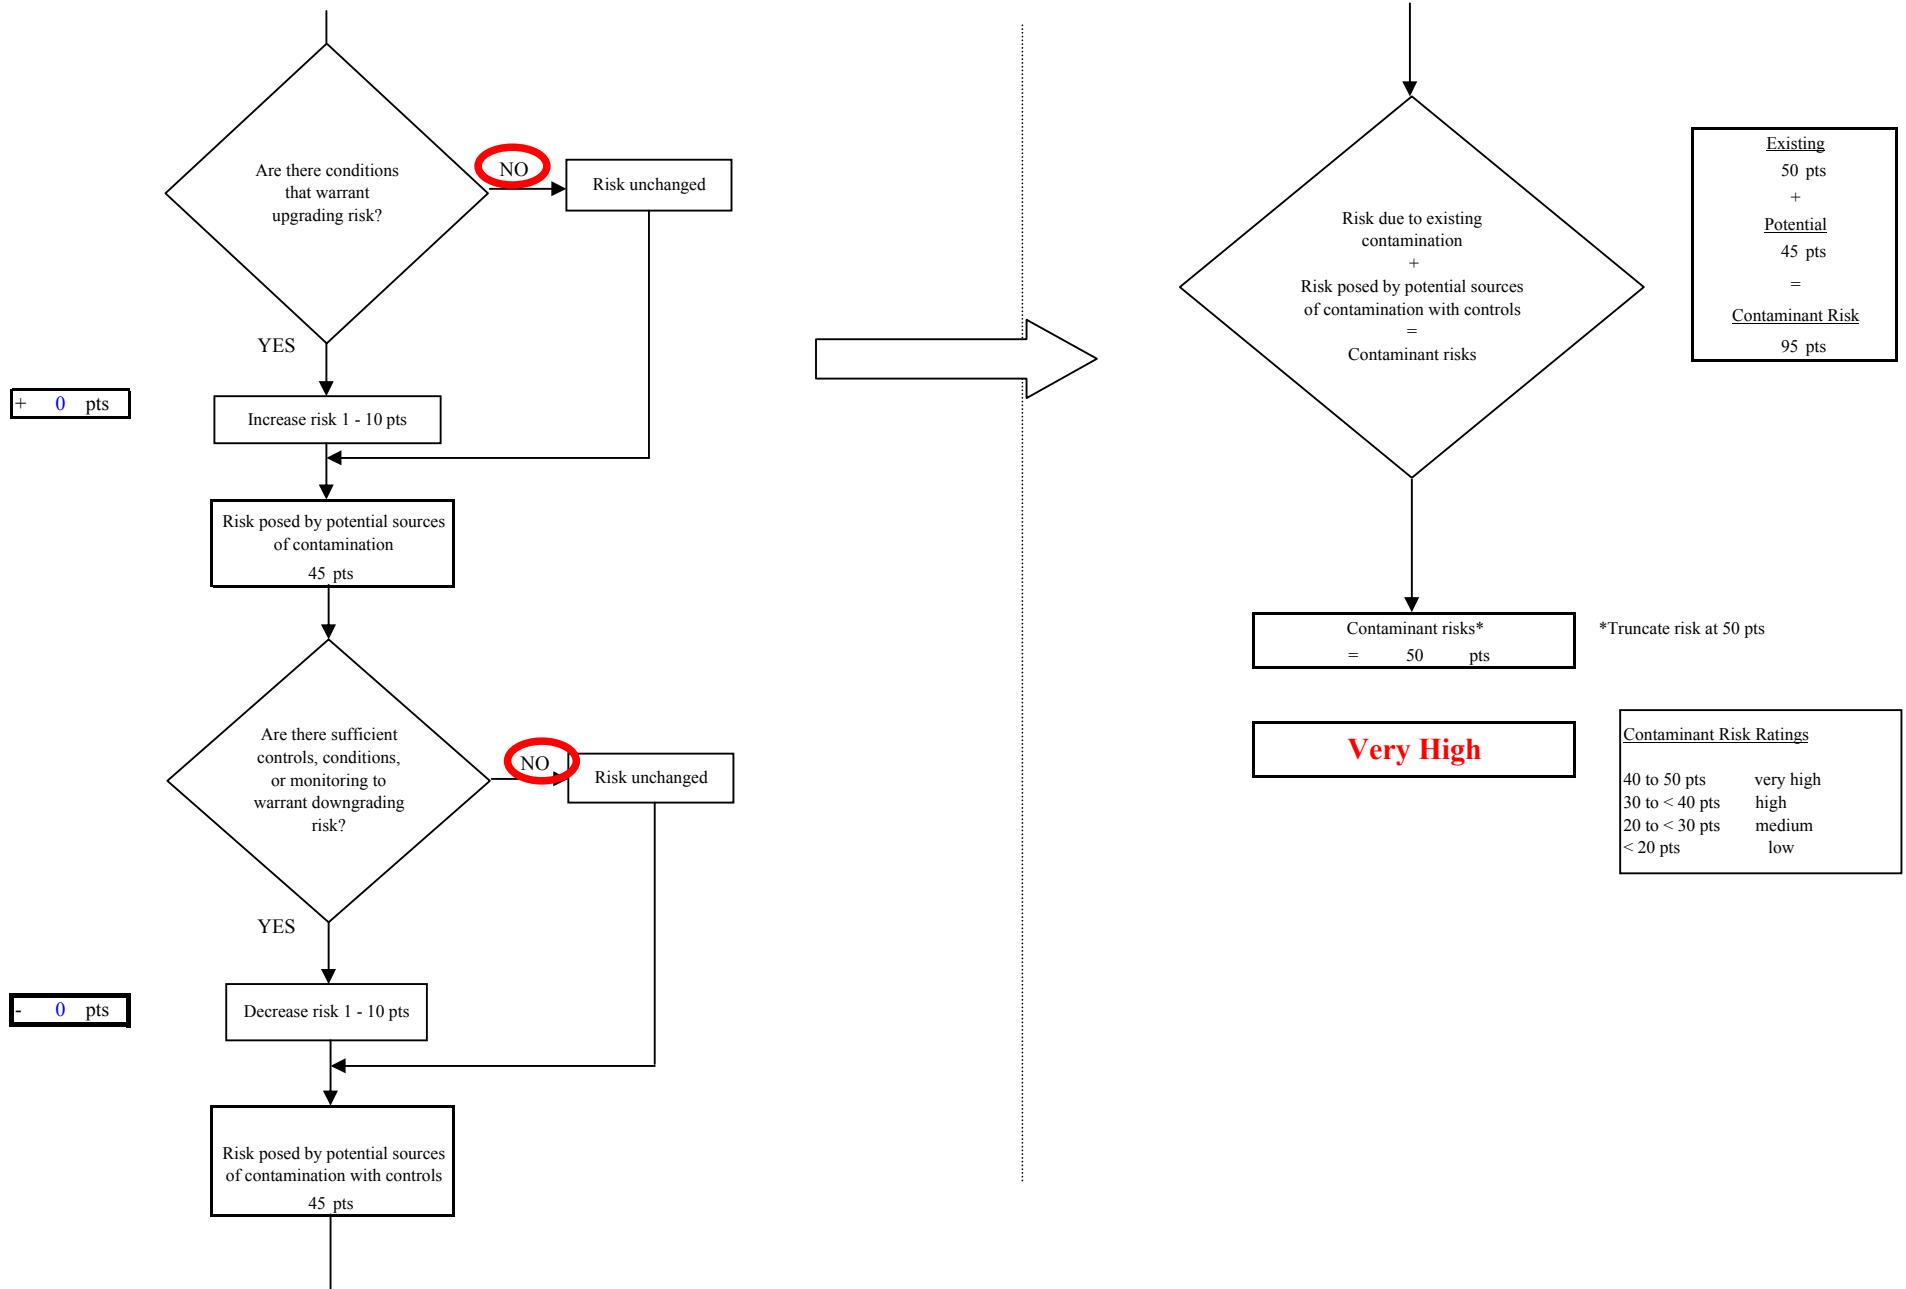 Are there conditions
that warrant
upgrading risk?
NO
Risk unchanged
YES
+ 0 pts
Increase risk 1 - 10 pts
Risk posed by potential sources
of contamination
45 pts
Are there sufficient
controls, conditions,
or monitoring to
warrant downgrading
risk?
NO
Risk unchanged
YES
- 0 pts
Decrease risk 1 - 10 pts
Risk posed by potential sources
of contamination with controls
45 pts
Risk due to existing
contamination
+
Risk posed by potential sources
of contamination with controls
=
Contaminant risks
Existing
50 pts
+
Potential
45 pts
=
Contaminant Risk
95 pts
Contaminant risks*
= 50 pts
*Truncate risk at 50 pts
Very High
Contaminant Risk Ratings
40 to 50 pts very high
30 to < 40 pts high
20 to < 30 pts medium
< 20 pts low